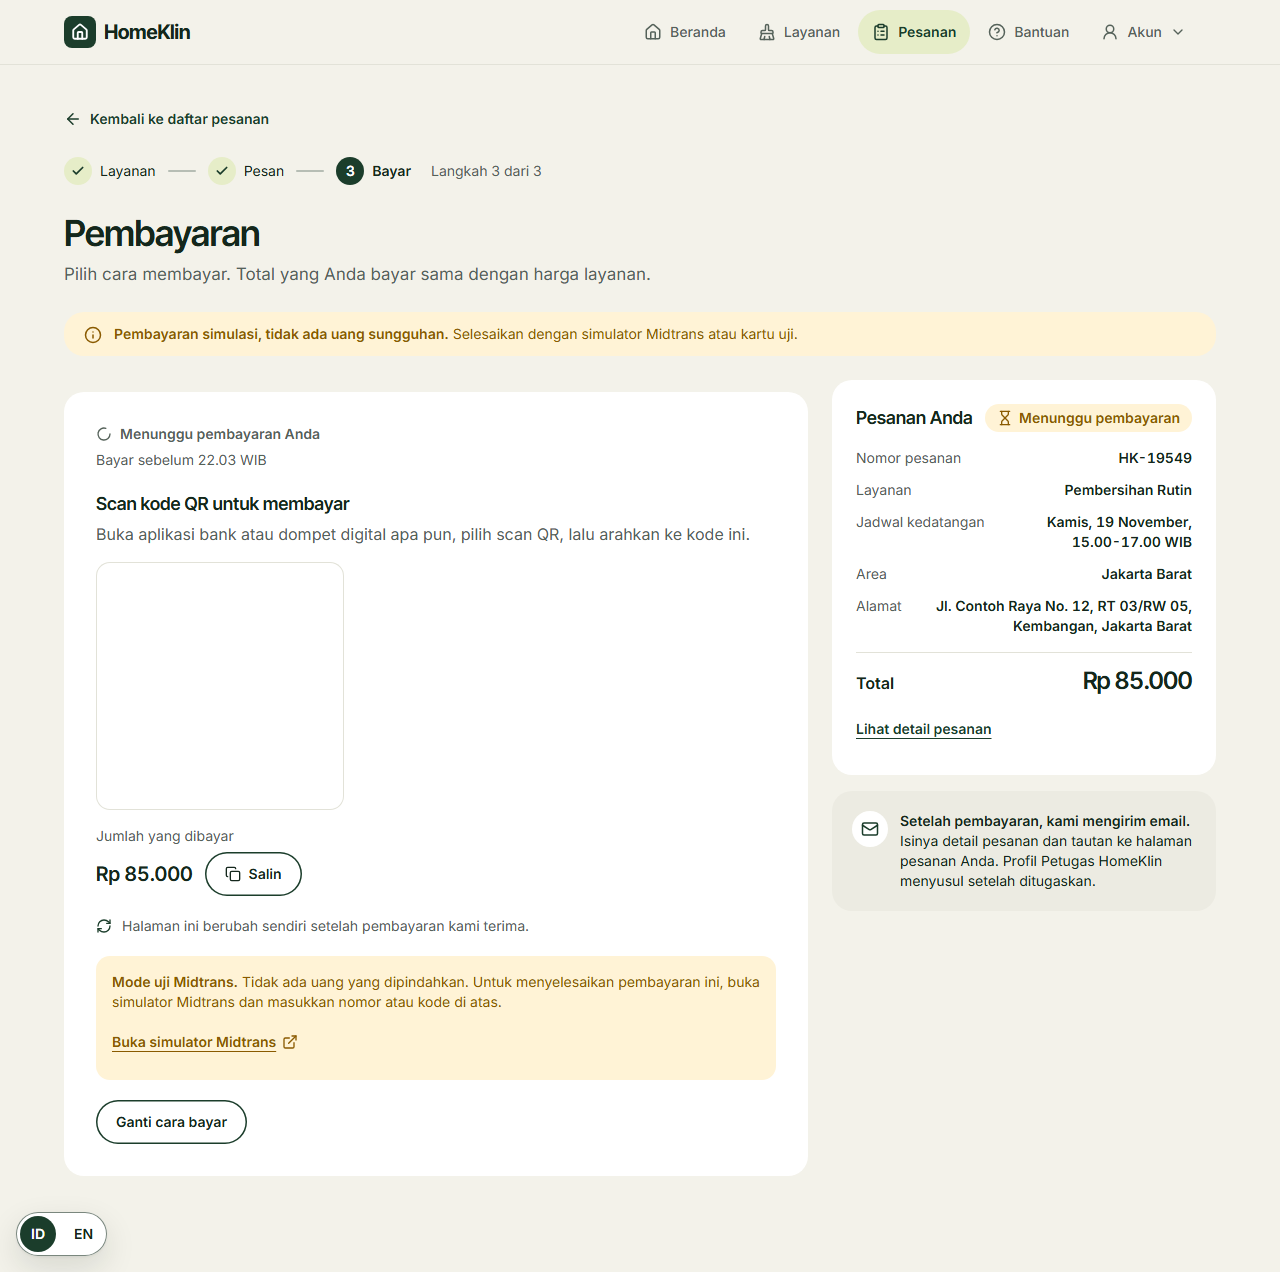 HomeKlin
Beranda
Layanan
Pesanan
Bantuan
Akun
Kembali ke daftar pesanan
Layanan
Pesan
3 Bayar
Langkah 3 dari 3
Pembayaran
Pilih cara membayar. Total yang Anda bayar sama dengan harga layanan.
Pembayaran simulasi, tidak ada uang sungguhan. Selesaikan dengan simulator Midtrans atau kartu uji.
Menunggu pembayaran Anda
Bayar sebelum 22.03 WIB
Scan kode QR untuk membayar
Buka aplikasi bank atau dompet digital apa pun, pilih scan QR, lalu arahkan ke kode ini.
Jumlah yang dibayar
Rp 85.000
Salin
Halaman ini berubah sendiri setelah pembayaran kami terima.
Mode uji Midtrans. Tidak ada uang yang dipindahkan. Untuk menyelesaikan pembayaran ini, buka
simulator Midtrans dan masukkan nomor atau kode di atas.
Buka simulator Midtrans
Ganti cara bayar
Pesanan Anda
Menunggu pembayaran
Nomor pesanan
HK-19549
Layanan
Pembersihan Rutin
Jadwal kedatangan
Kamis, 19 November,
15.00-17.00 WIB
Area
Jakarta Barat
Alamat
Jl. Contoh Raya No. 12, RT 03/RW 05,
Kembangan, Jakarta Barat
Total
Rp 85.000
Lihat detail pesanan
Setelah pembayaran, kami mengirim email.
Isinya detail pesanan dan tautan ke halaman
pesanan Anda. Profil Petugas HomeKlin
menyusul setelah ditugaskan.
ID
EN